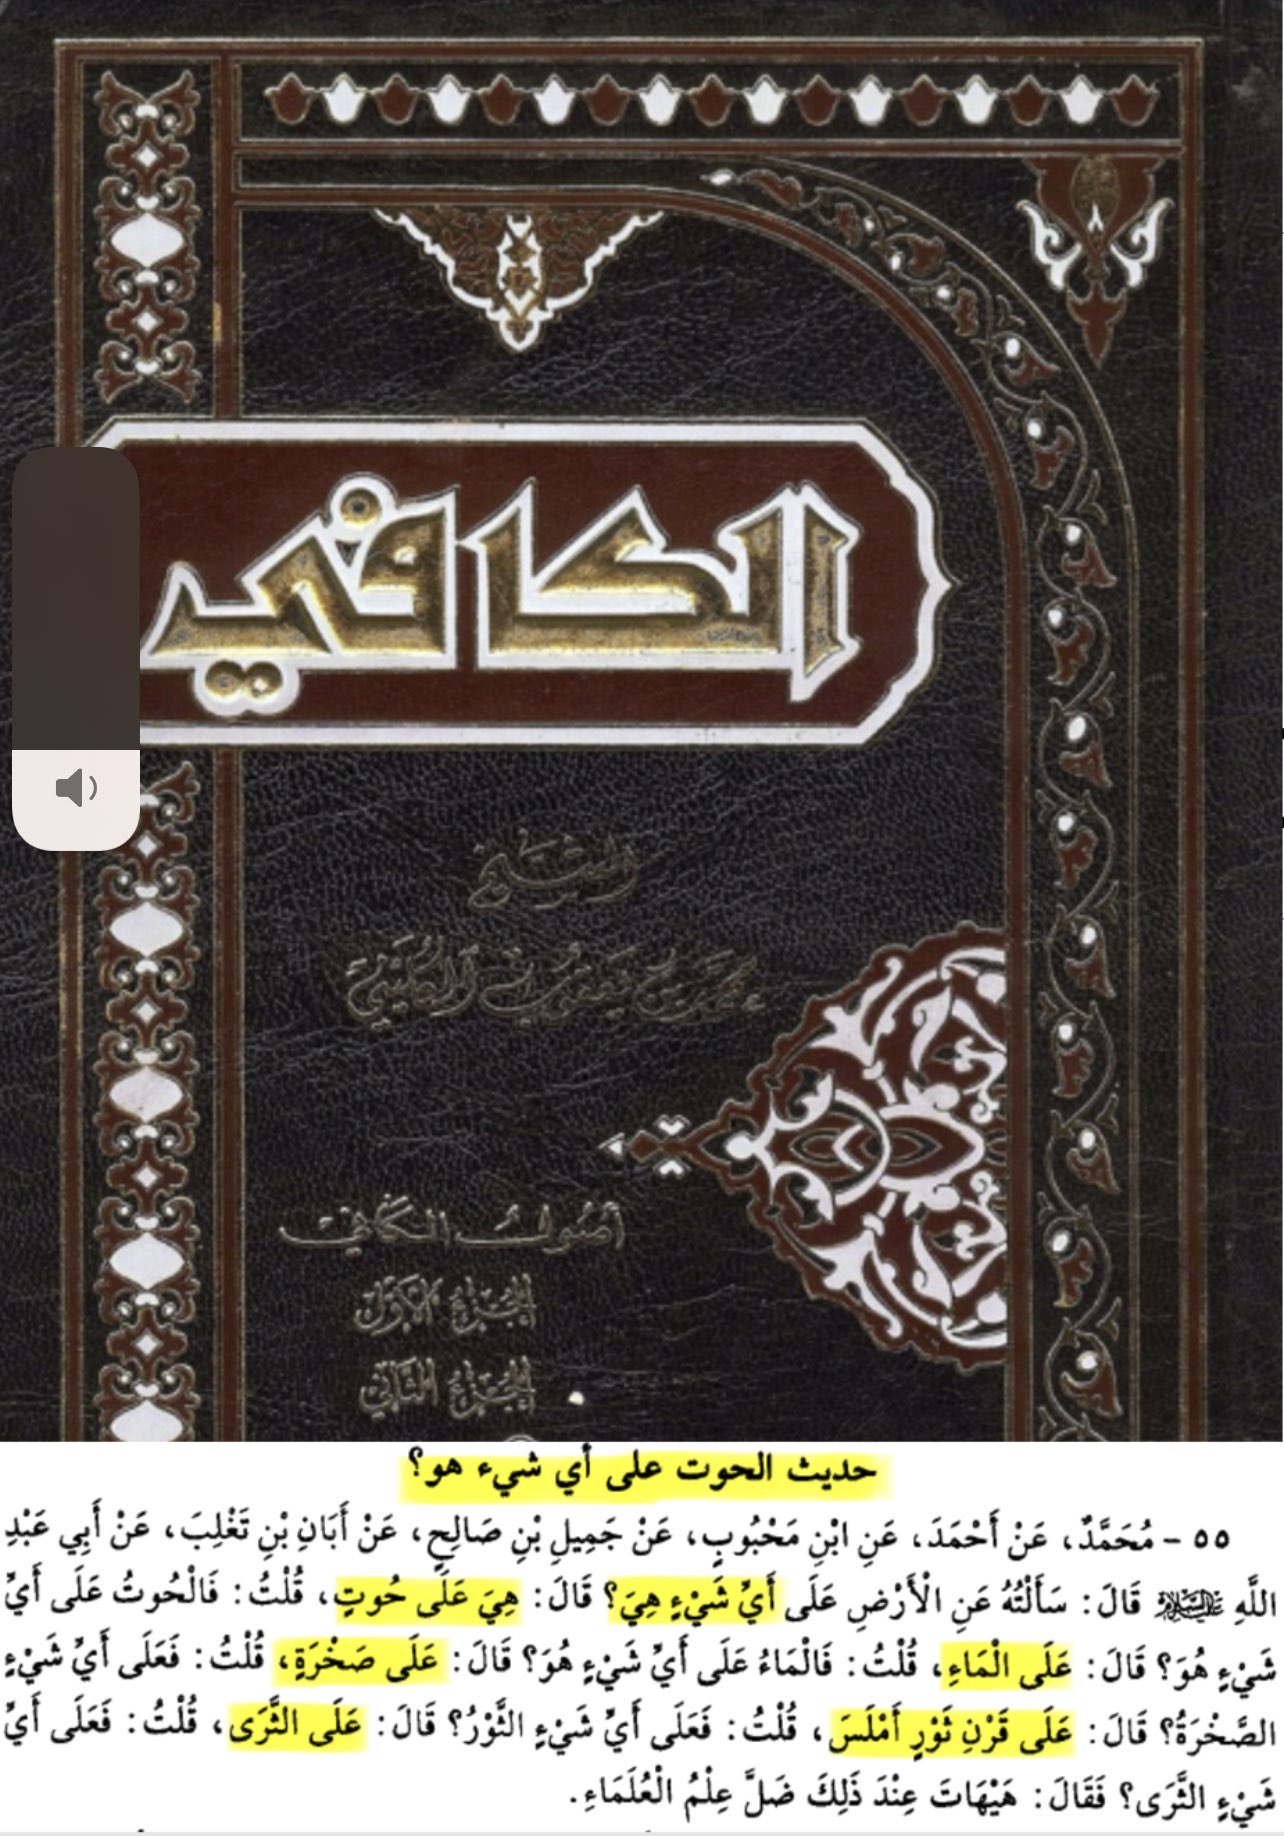 الكافي
الشيخ
محمد بن يعقوب الكليني
أصول الكافي
الجزء الأول
الجزء الثاني
حديث الحوت على أي شيء هو؟
٥٥ - مُحَمَّدٌ، عَنْ أَحْمَدَ، عَنِ ابْنِ مَحْبُوبٍ، عَنْ جَمِيلِ بْنِ صَالِحٍ، عَنْ أَبَانِ بْنِ تَغْلِبَ، عَنْ أَبِي عَبْدِ
اللَّهِ عَلَيْهِ السَّلَامُ قَالَ: سَأَلْتُهُ عَنِ الْأَرْضِ عَلَى أَيِّ شَيْءٍ هِيَ؟ قَالَ: هِيَ عَلَى حُوتٍ، قُلْتُ: فَالْحُوتُ عَلَى أَيِّ
شَيْءٍ هُوَ؟ قَالَ: عَلَى الْمَاءِ، قُلْتُ: فَالْمَاءُ عَلَى أَيِّ شَيْءٍ هُوَ؟ قَالَ: عَلَى صَخْرَةٍ، قُلْتُ: فَعَلَى أَيِّ شَيْءٍ
الصَّخْرَةُ؟ قَالَ: عَلَى قَرْنِ ثَوْرٍ أَمْلَسَ، قُلْتُ: فَعَلَى أَيِّ شَيْءٍ الثَّوْرُ؟ قَالَ: عَلَى الثَّرَى، قُلْتُ: فَعَلَى أَيِّ
شَيْءٍ الثَّرَى؟ فَقَالَ: هَيْهَاتَ عِنْدَ ذَلِكَ ضَلَّ عِلْمُ الْعُلَمَاءِ.